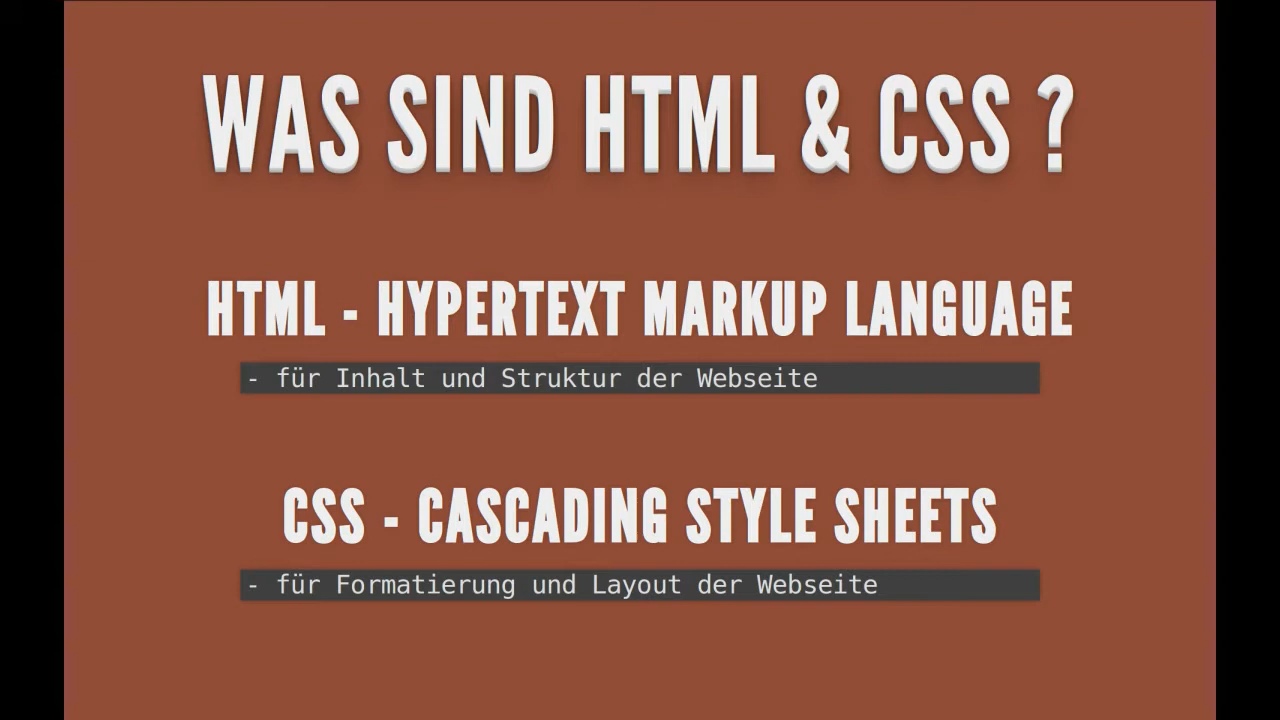 WAS SIND HTML & CSS ?
HTML - HYPERTEXT MARKUP LANGUAGE
- für Inhalt und Struktur der Webseite
CSS - CASCADING STYLE SHEETS
- für Formatierung und Layout der Webseite